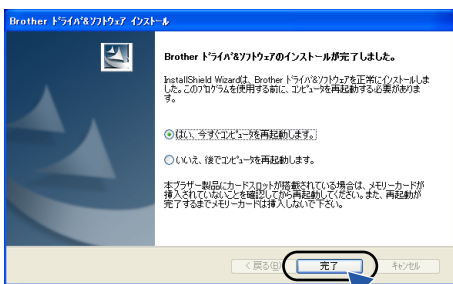 Brother ﾄﾞﾗｲﾊﾞ&ｿﾌﾄｳｪｱ ｲﾝｽﾄｰﾙ
Brother ﾄﾞﾗｲﾊﾞ&ｿﾌﾄｳｪｱのインストールが完了しました。
InstallShield Wizardは、Brother ﾄﾞﾗｲﾊﾞ&ｿﾌﾄｳｪｱを正常にｲﾝｽﾄｰﾙしま
した。このﾌﾟﾛｸﾞﾗﾑを使用する前に、ｺﾝﾋﾟｭｰﾀを再起動する必要がありま
す。
はい、今すぐｺﾝﾋﾟｭｰﾀを再起動します。
いいえ、後でｺﾝﾋﾟｭｰﾀを再起動します。
本ブラザー製品にカードスロットが搭載されている場合は、メモリーカードが
挿入されていないことを確認してから再起動してください。また、再起動が
完了するまでメモリーカードは挿入しないで下さい。
< 戻る(B) 完了 ｷｬﾝｾﾙ